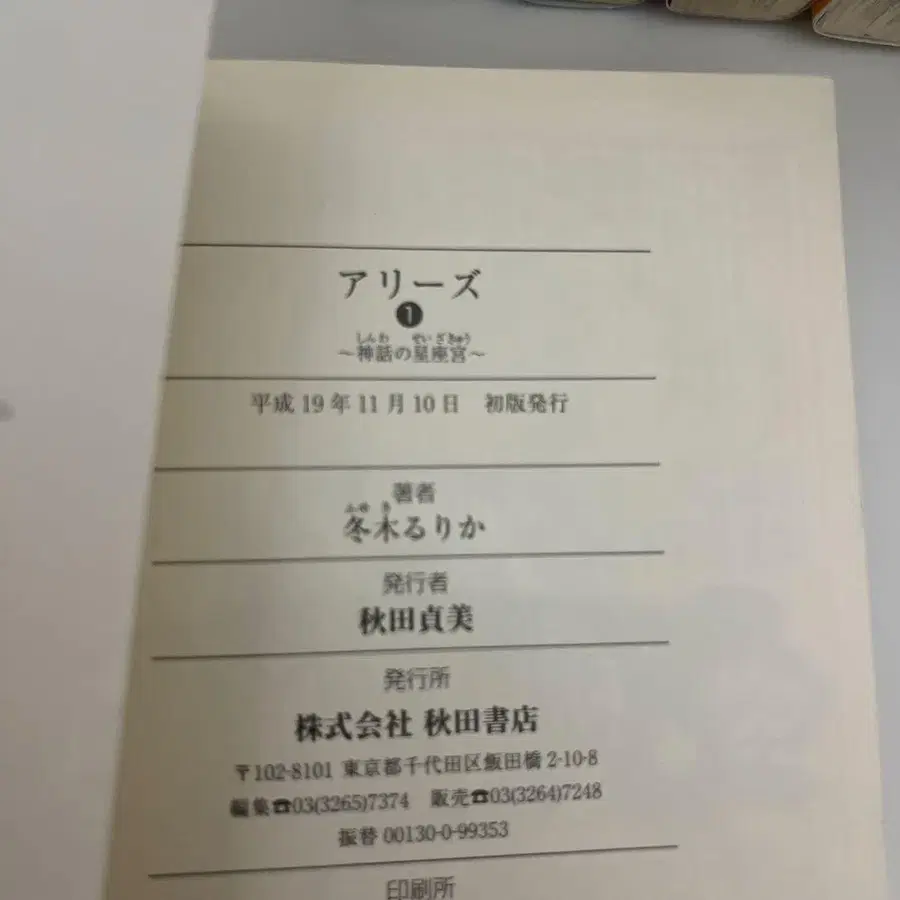 アリーズ
❶
しんわ せいざきゅう
～神話の星座宮～
平成19年11月10日 初版発行
著者
ふゆき
冬木るりか
発行者
秋田貞美
発行所
株式会社 秋田書店
〒102-8101 東京都千代田区飯田橋2-10-8
編集☎03(3265)7374 販売☎03(3264)7248
振替 00130-0-99353
印刷所